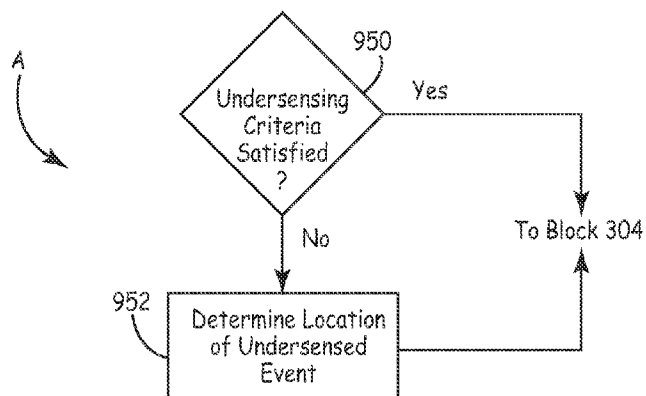 950
A
Undersensing
Criteria
Satisfied
?
Yes
To Block 304
No
952
Determine Location
of Undersensed
Event